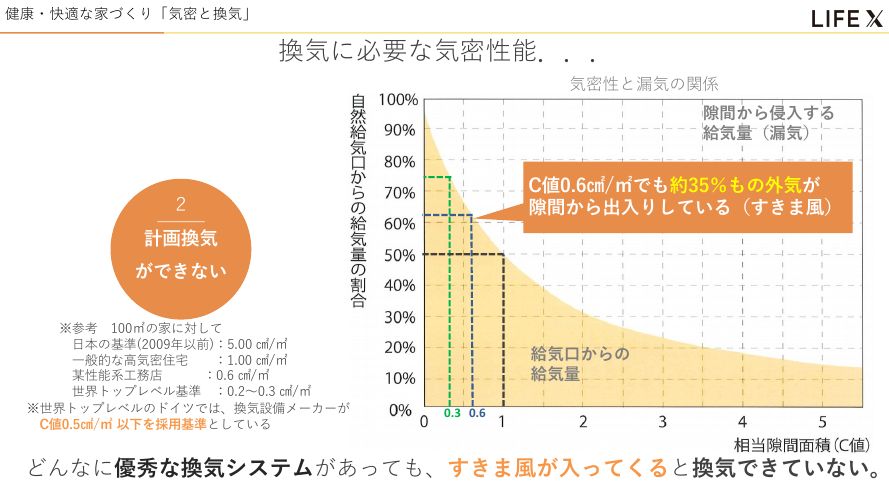 健康・快適な家づくり「気密と換気」
LIFE X
換気に必要な気密性能．．．
気密性と漏気の関係
自然給気口からの給気量の割合
100%
90%
80%
70%
60%
50%
40%
30%
20%
10%
0%
隙間から侵入する
給気量（漏気）
C値0.6㎠/㎡でも約35%もの外気が
隙間から出入りしている（すきま風）
給気口からの
給気量
0
0.3
0.6
1
2
3
4
5
相当隙間面積(C値)
2
計画換気
ができない
※参考　100㎡の家に対して
日本の基準(2009年以前)：5.00 ㎠/㎡
一般的な高気密住宅　：1.00 ㎠/㎡
某性能系工務店　：0.6 ㎠/㎡
世界トップレベル基準　：0.2～0.3 ㎠/㎡
※世界トップレベルのドイツでは、換気設備メーカーが
C値0.5㎠/㎡ 以下を採用基準としている
どんなに優秀な換気システムがあっても、すきま風が入ってくると換気できていない。